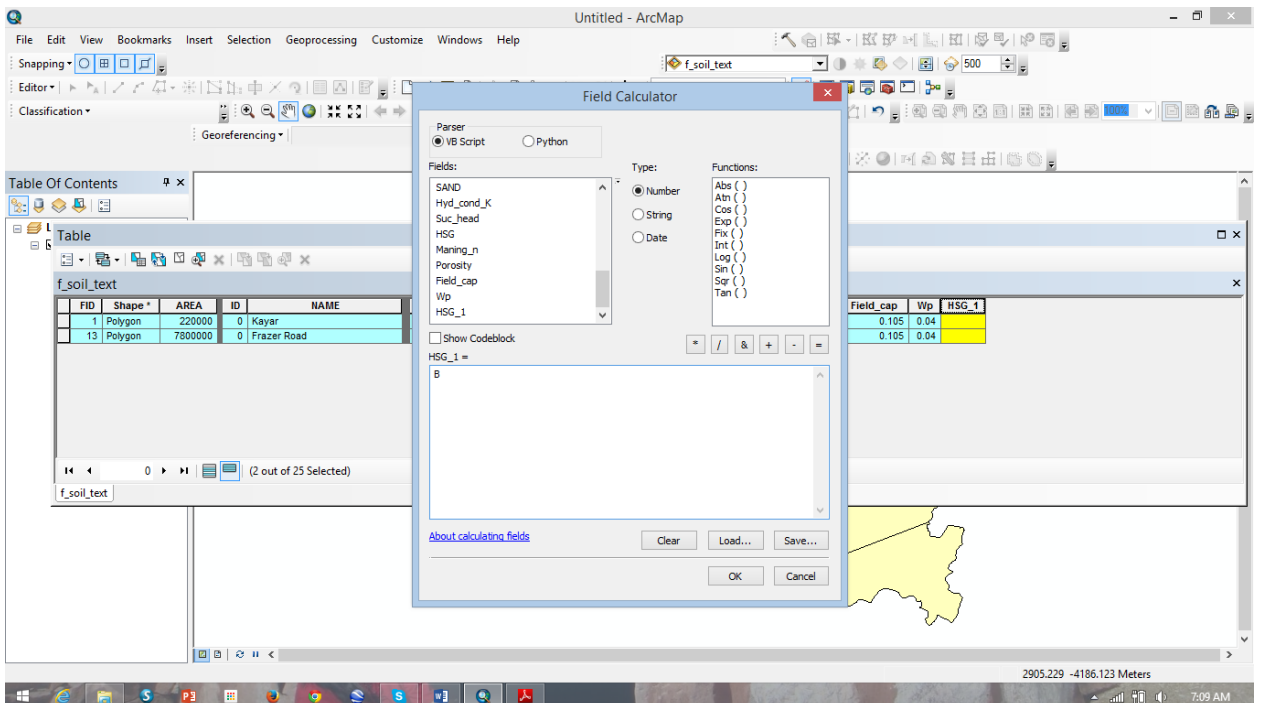 Untitled - ArcMap
File Edit View Bookmarks Insert Selection Geoprocessing Customize Windows Help
Snapping
f_soil_text
500
Editor
Classification
100%
Georeferencing
Table Of Contents
Table
f_soil_text
FID Shape * AREA ID NAME Field_cap Wp HSG_1
1 Polygon 220000 0 Kayar 0.105 0.04
13 Polygon 7800000 0 Frazer Road 0.105 0.04
0
(2 out of 25 Selected)
f_soil_text
Field Calculator
Parser
VB Script Python
Fields:
SAND
Hyd_cond_K
Suc_head
HSG
Maning_n
Porosity
Field_cap
Wp
HSG_1
Type:
Number
String
Date
Functions:
Abs ( )
Atn ( )
Cos ( )
Exp ( )
Fix ( )
Int ( )
Log ( )
Sin ( )
Sqr ( )
Tan ( )
Show Codeblock
* / & + - =
HSG_1 =
B
About calculating fields
Clear Load... Save...
OK Cancel
2905.229 -4186.123 Meters
7:09 AM